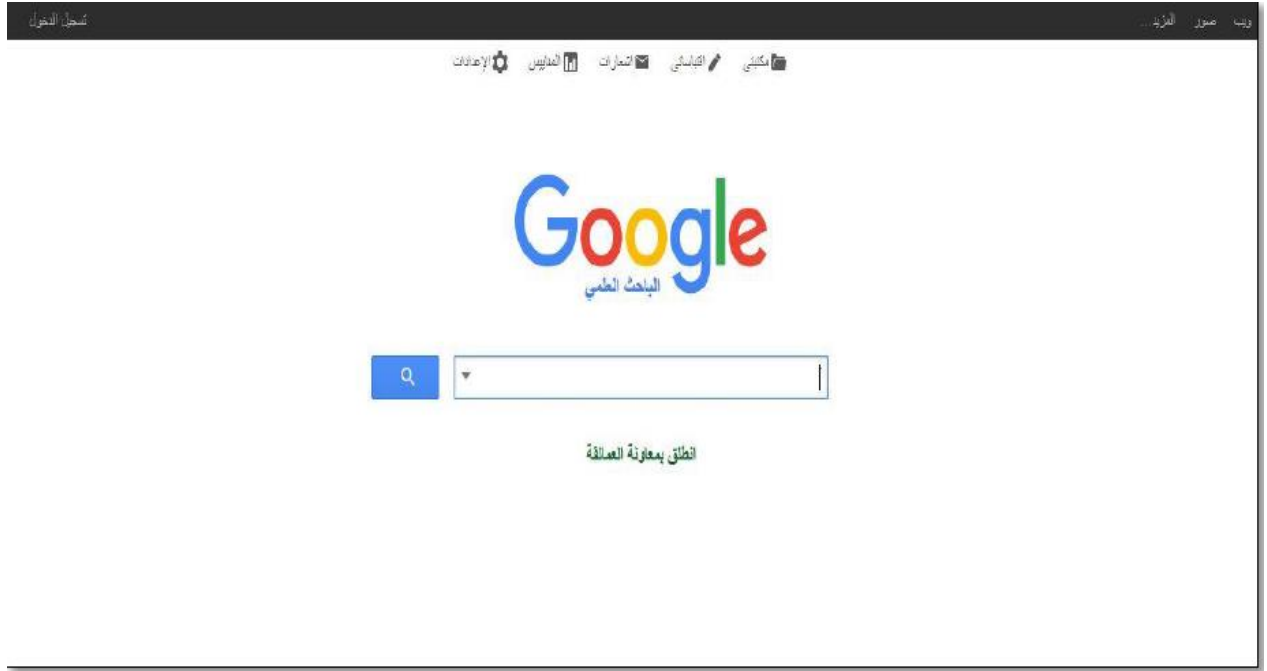 ويب صور المزيد... تسجيل الدخول
مكتبتي اقتباساتي اشعارات المقاييس الإعدادات
Google
الباحث العلمي
انطلق بمعاونة العمالقة